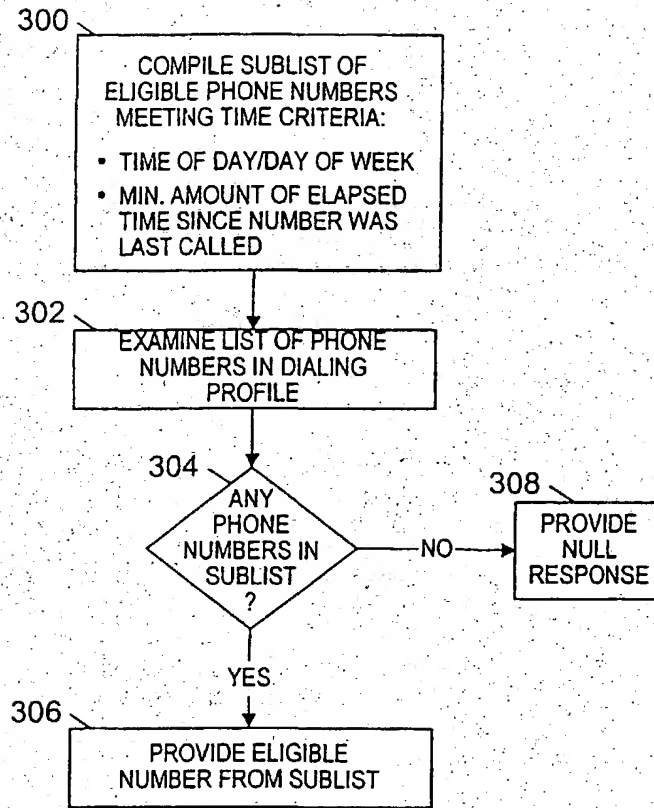 300
COMPILE SUBLIST OF
ELIGIBLE PHONE NUMBERS
MEETING TIME CRITERIA:
• TIME OF DAY/DAY OF WEEK
• MIN. AMOUNT OF ELAPSED
TIME SINCE NUMBER WAS
LAST CALLED
302
EXAMINE LIST OF PHONE
NUMBERS IN DIALING
PROFILE
304
ANY
PHONE
NUMBERS IN
SUBLIST
?
NO
308
PROVIDE
NULL
RESPONSE
YES
306
PROVIDE ELIGIBLE
NUMBER FROM SUBLIST